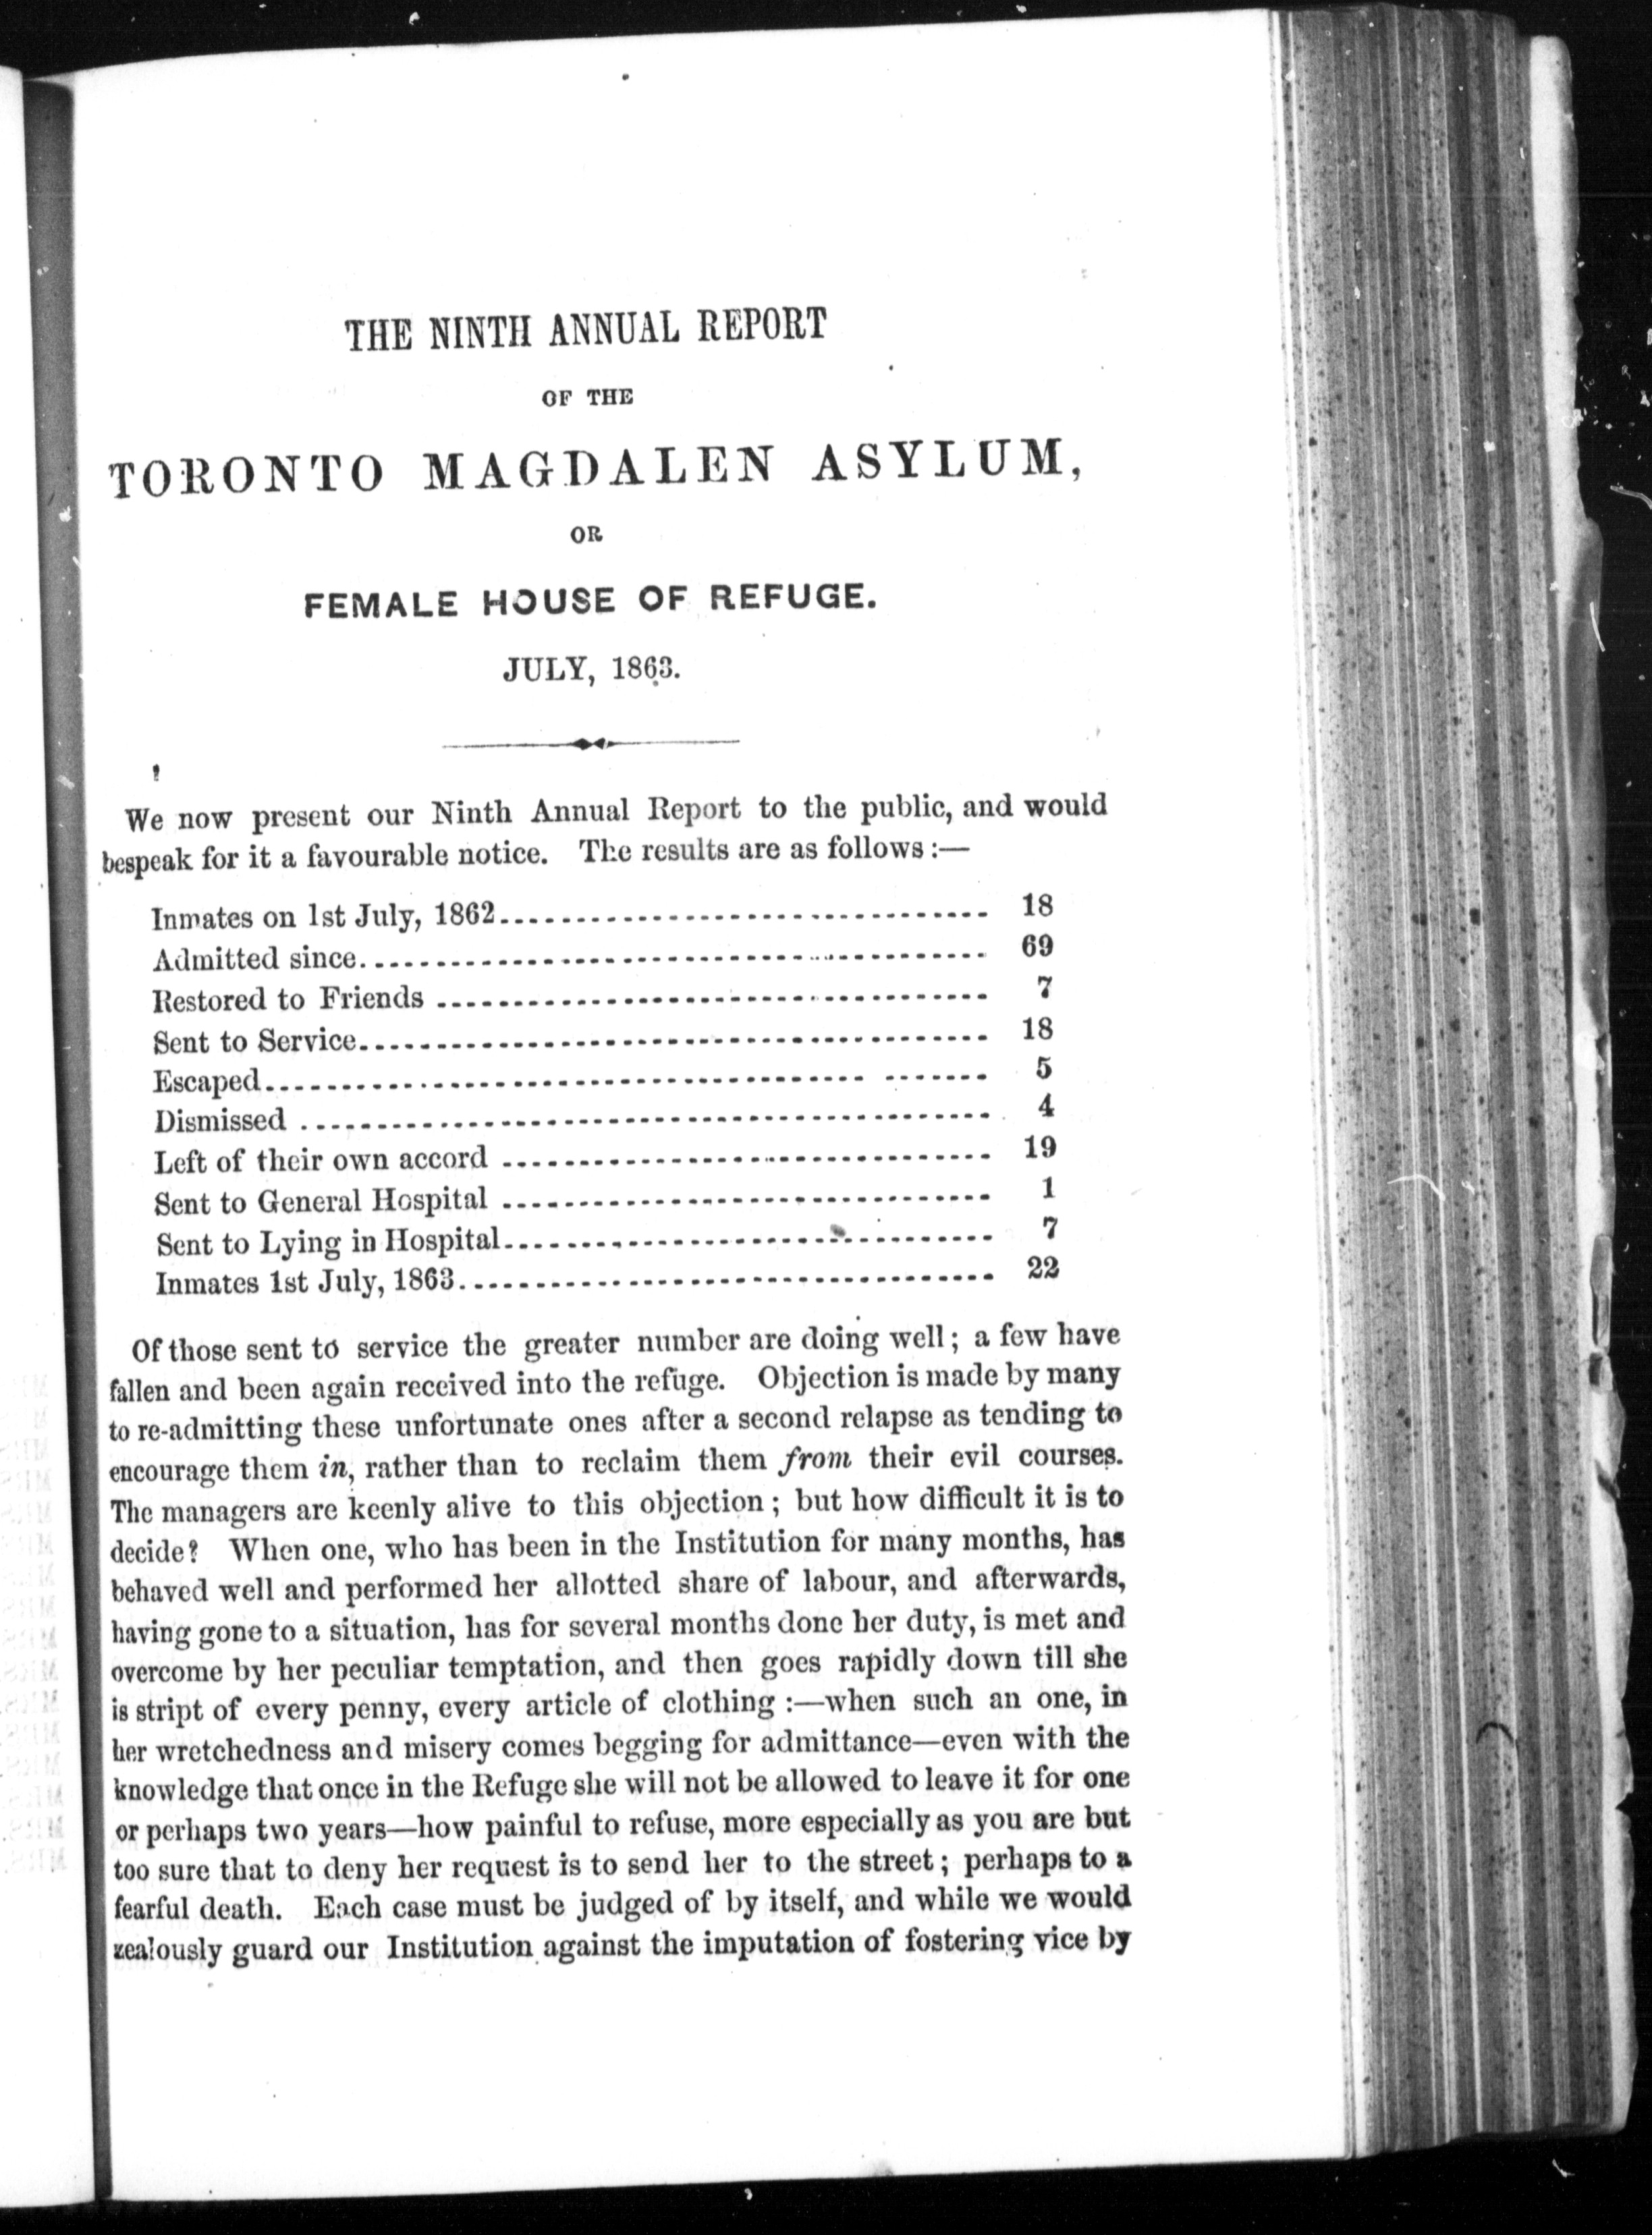 THE NINTH ANNUAL REPORT
OF THE
TORONTO MAGDALEN ASYLUM,
OR
FEMALE HOUSE OF REFUGE.
JULY, 1863.
We now present our Ninth Annual Report to the public, and would
bespeak for it a favourable notice. The results are as follows :—
Inmates on 1st July, 1862 18
Admitted since 69
Restored to Friends 7
Sent to Service 18
Escaped 5
Dismissed 4
Left of their own accord 19
Sent to General Hospital 1
Sent to Lying in Hospital 7
Inmates 1st July, 1863 22
Of those sent to service the greater number are doing well; a few have
fallen and been again received into the refuge. Objection is made by many
to re-admitting these unfortunate ones after a second relapse as tending to
encourage them in, rather than to reclaim them from their evil courses.
The managers are keenly alive to this objection; but how difficult it is to
decide? When one, who has been in the Institution for many months, has
behaved well and performed her allotted share of labour, and afterwards,
having gone to a situation, has for several months done her duty, is met and
overcome by her peculiar temptation, and then goes rapidly down till she
is stript of every penny, every article of clothing :—when such an one, in
her wretchedness and misery comes begging for admittance—even with the
knowledge that once in the Refuge she will not be allowed to leave it for one
or perhaps two years—how painful to refuse, more especially as you are but
too sure that to deny her request is to send her to the street; perhaps to a
fearful death. Each case must be judged of by itself, and while we would
zealously guard our Institution against the imputation of fostering vice by